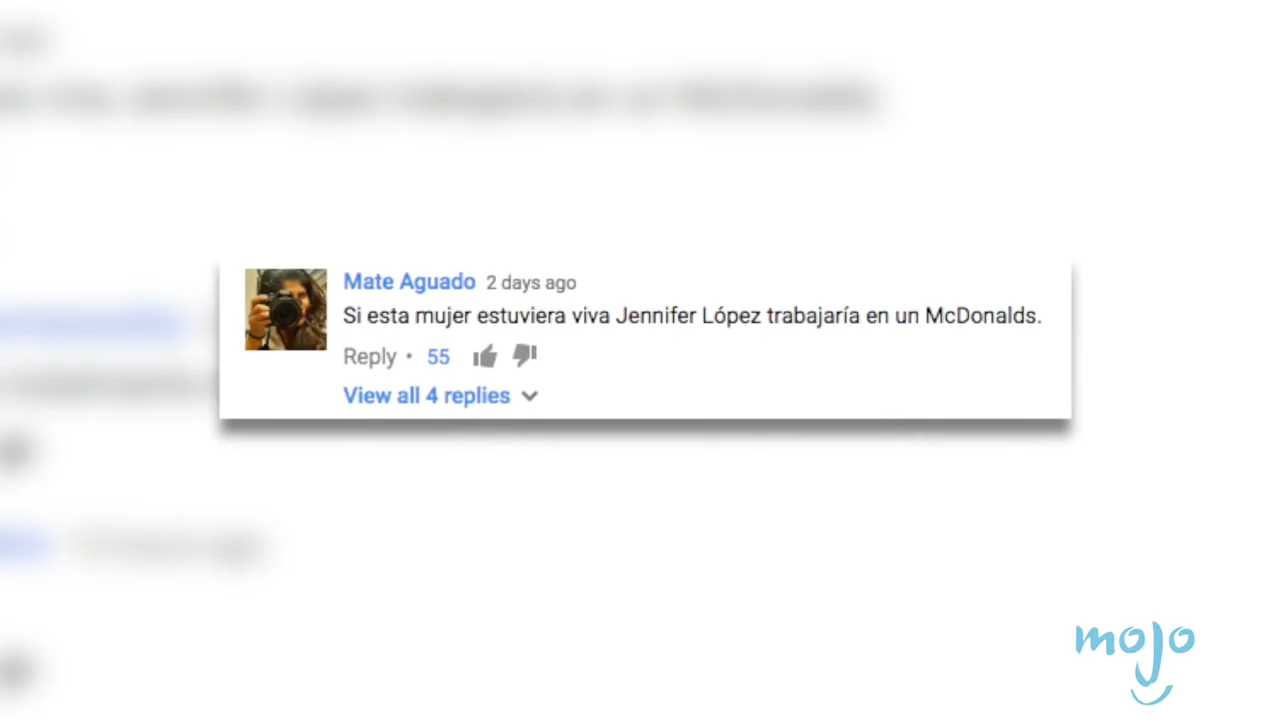 Mate Aguado 2 days ago
Si esta mujer estuviera viva Jennifer López trabajaría en un McDonalds.
Reply • 55
View all 4 replies
mojo